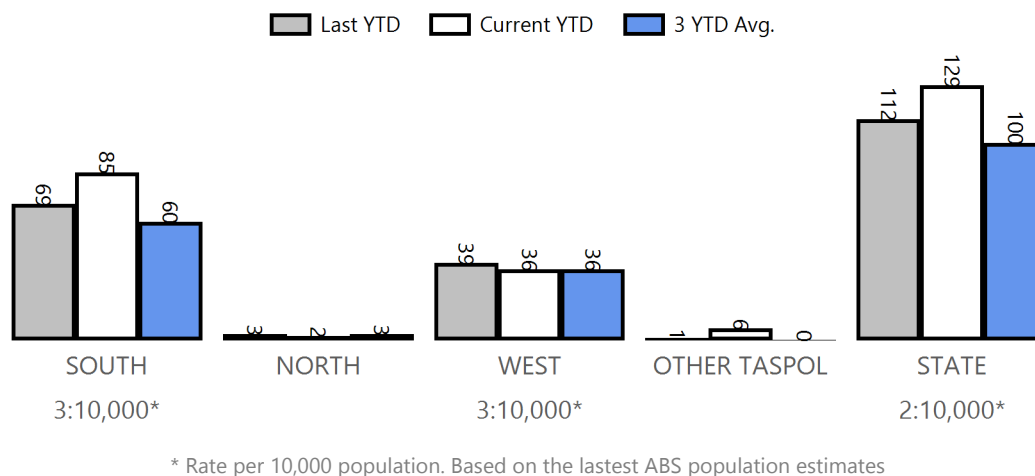 Last YTD Current YTD 3 YTD Avg.
69 85 60 3 2 3 39 36 36 1 6 0 112 129 100
SOUTH NORTH WEST OTHER TASPOL STATE
3:10,000* 3:10,000* 2:10,000*
* Rate per 10,000 population. Based on the lastest ABS population estimates